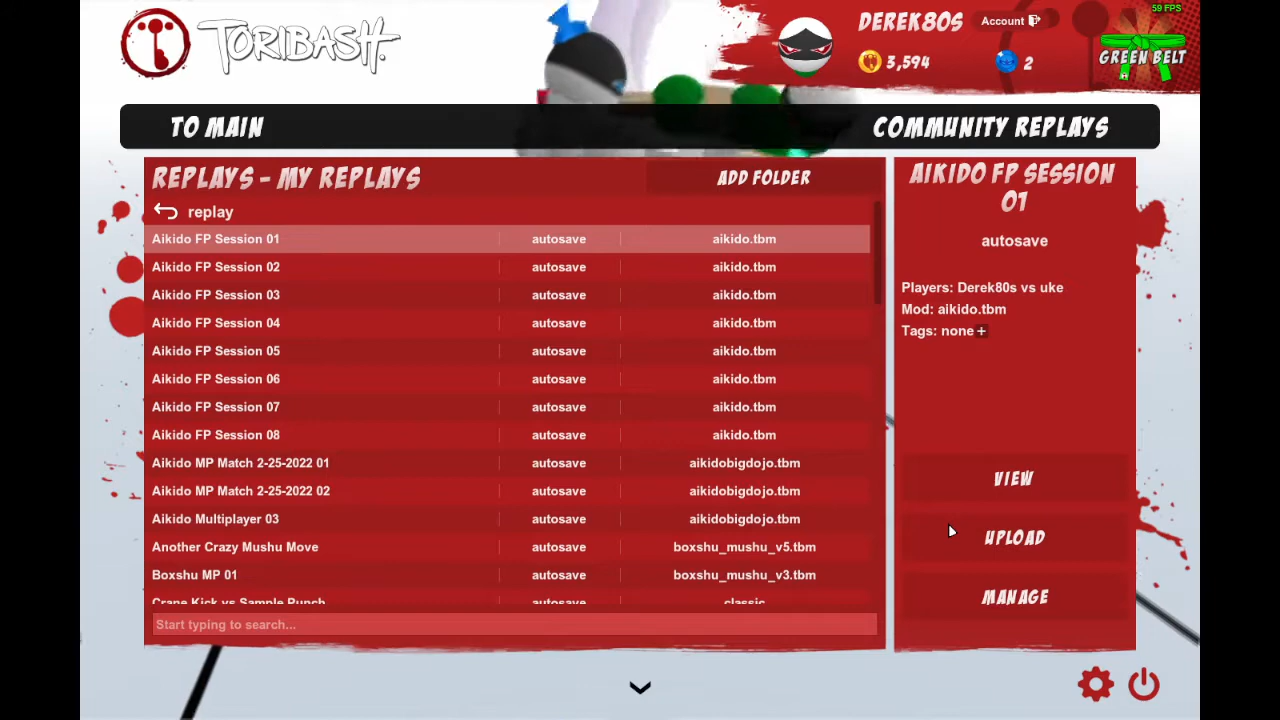 59 FPS
TORIBASH.
DEREK80S
Account
3,594
2
GREEN BELT
TO MAIN
COMMUNITY REPLAYS
REPLAYS - MY REPLAYS
ADD FOLDER
replay
Aikido FP Session 01 autosave aikido.tbm
Aikido FP Session 02 autosave aikido.tbm
Aikido FP Session 03 autosave aikido.tbm
Aikido FP Session 04 autosave aikido.tbm
Aikido FP Session 05 autosave aikido.tbm
Aikido FP Session 06 autosave aikido.tbm
Aikido FP Session 07 autosave aikido.tbm
Aikido FP Session 08 autosave aikido.tbm
Aikido MP Match 2-25-2022 01 autosave aikidobigdojo.tbm
Aikido MP Match 2-25-2022 02 autosave aikidobigdojo.tbm
Aikido Multiplayer 03 autosave aikidobigdojo.tbm
Another Crazy Mushu Move autosave boxshu_mushu_v5.tbm
Boxshu MP 01 autosave boxshu_mushu_v3.tbm
Crane Kick vs Sample Punch autosave classic
Start typing to search...
AIKIDO FP SESSION
01
autosave
Players: Derek80s vs uke
Mod: aikido.tbm
Tags: none +
VIEW
UPLOAD
MANAGE